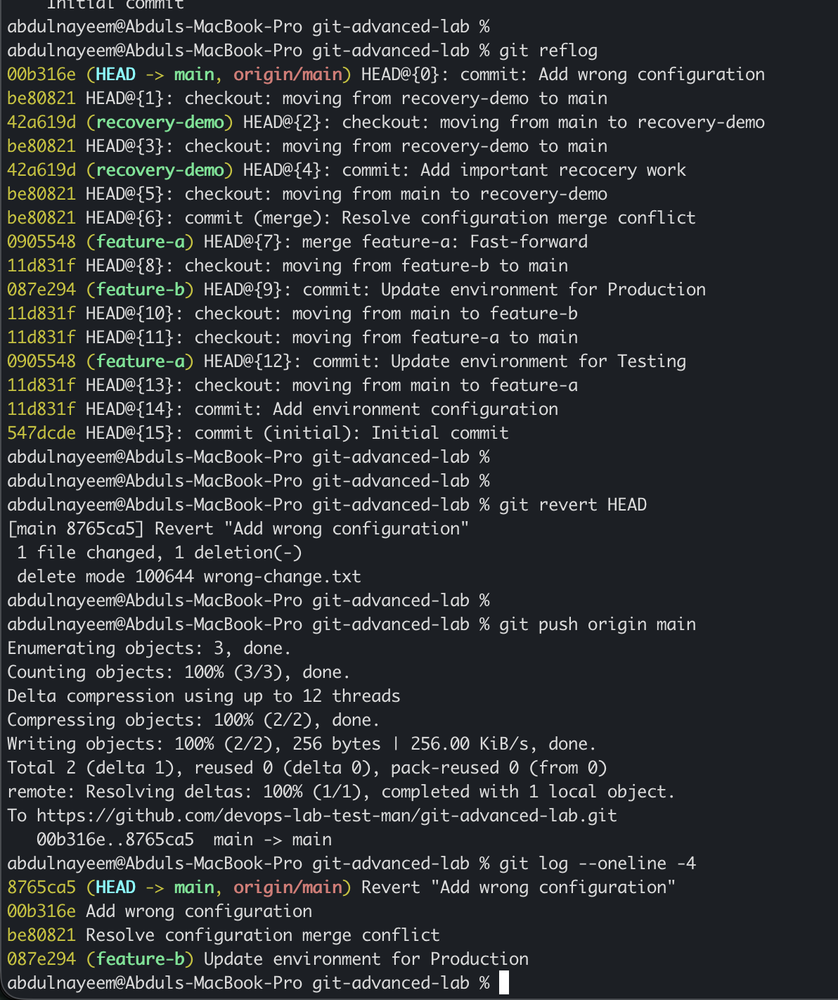 Initial commit
abdulnayeem@Abduls-MacBook-Pro git-advanced-lab %
abdulnayeem@Abduls-MacBook-Pro git-advanced-lab % git reflog
00b316e (HEAD -> main, origin/main) HEAD@{0}: commit: Add wrong configuration
be80821 HEAD@{1}: checkout: moving from recovery-demo to main
42a619d (recovery-demo) HEAD@{2}: checkout: moving from main to recovery-demo
be80821 HEAD@{3}: checkout: moving from recovery-demo to main
42a619d (recovery-demo) HEAD@{4}: commit: Add important recocery work
be80821 HEAD@{5}: checkout: moving from main to recovery-demo
be80821 HEAD@{6}: commit (merge): Resolve configuration merge conflict
0905548 (feature-a) HEAD@{7}: merge feature-a: Fast-forward
11d831f HEAD@{8}: checkout: moving from feature-b to main
087e294 (feature-b) HEAD@{9}: commit: Update environment for Production
11d831f HEAD@{10}: checkout: moving from main to feature-b
11d831f HEAD@{11}: checkout: moving from feature-a to main
0905548 (feature-a) HEAD@{12}: commit: Update environment for Testing
11d831f HEAD@{13}: checkout: moving from main to feature-a
11d831f HEAD@{14}: commit: Add environment configuration
547dcde HEAD@{15}: commit (initial): Initial commit
abdulnayeem@Abduls-MacBook-Pro git-advanced-lab %
abdulnayeem@Abduls-MacBook-Pro git-advanced-lab %
abdulnayeem@Abduls-MacBook-Pro git-advanced-lab % git revert HEAD
[main 8765ca5] Revert "Add wrong configuration"
 1 file changed, 1 deletion(-)
 delete mode 100644 wrong-change.txt
abdulnayeem@Abduls-MacBook-Pro git-advanced-lab %
abdulnayeem@Abduls-MacBook-Pro git-advanced-lab % git push origin main
Enumerating objects: 3, done.
Counting objects: 100% (3/3), done.
Delta compression using up to 12 threads
Compressing objects: 100% (2/2), done.
Writing objects: 100% (2/2), 256 bytes | 256.00 KiB/s, done.
Total 2 (delta 1), reused 0 (delta 0), pack-reused 0 (from 0)
remote: Resolving deltas: 100% (1/1), completed with 1 local object.
To https://github.com/devops-lab-test-man/git-advanced-lab.git
   00b316e..8765ca5  main -> main
abdulnayeem@Abduls-MacBook-Pro git-advanced-lab % git log --oneline -4
8765ca5 (HEAD -> main, origin/main) Revert "Add wrong configuration"
00b316e Add wrong configuration
be80821 Resolve configuration merge conflict
087e294 (feature-b) Update environment for Production
abdulnayeem@Abduls-MacBook-Pro git-advanced-lab %